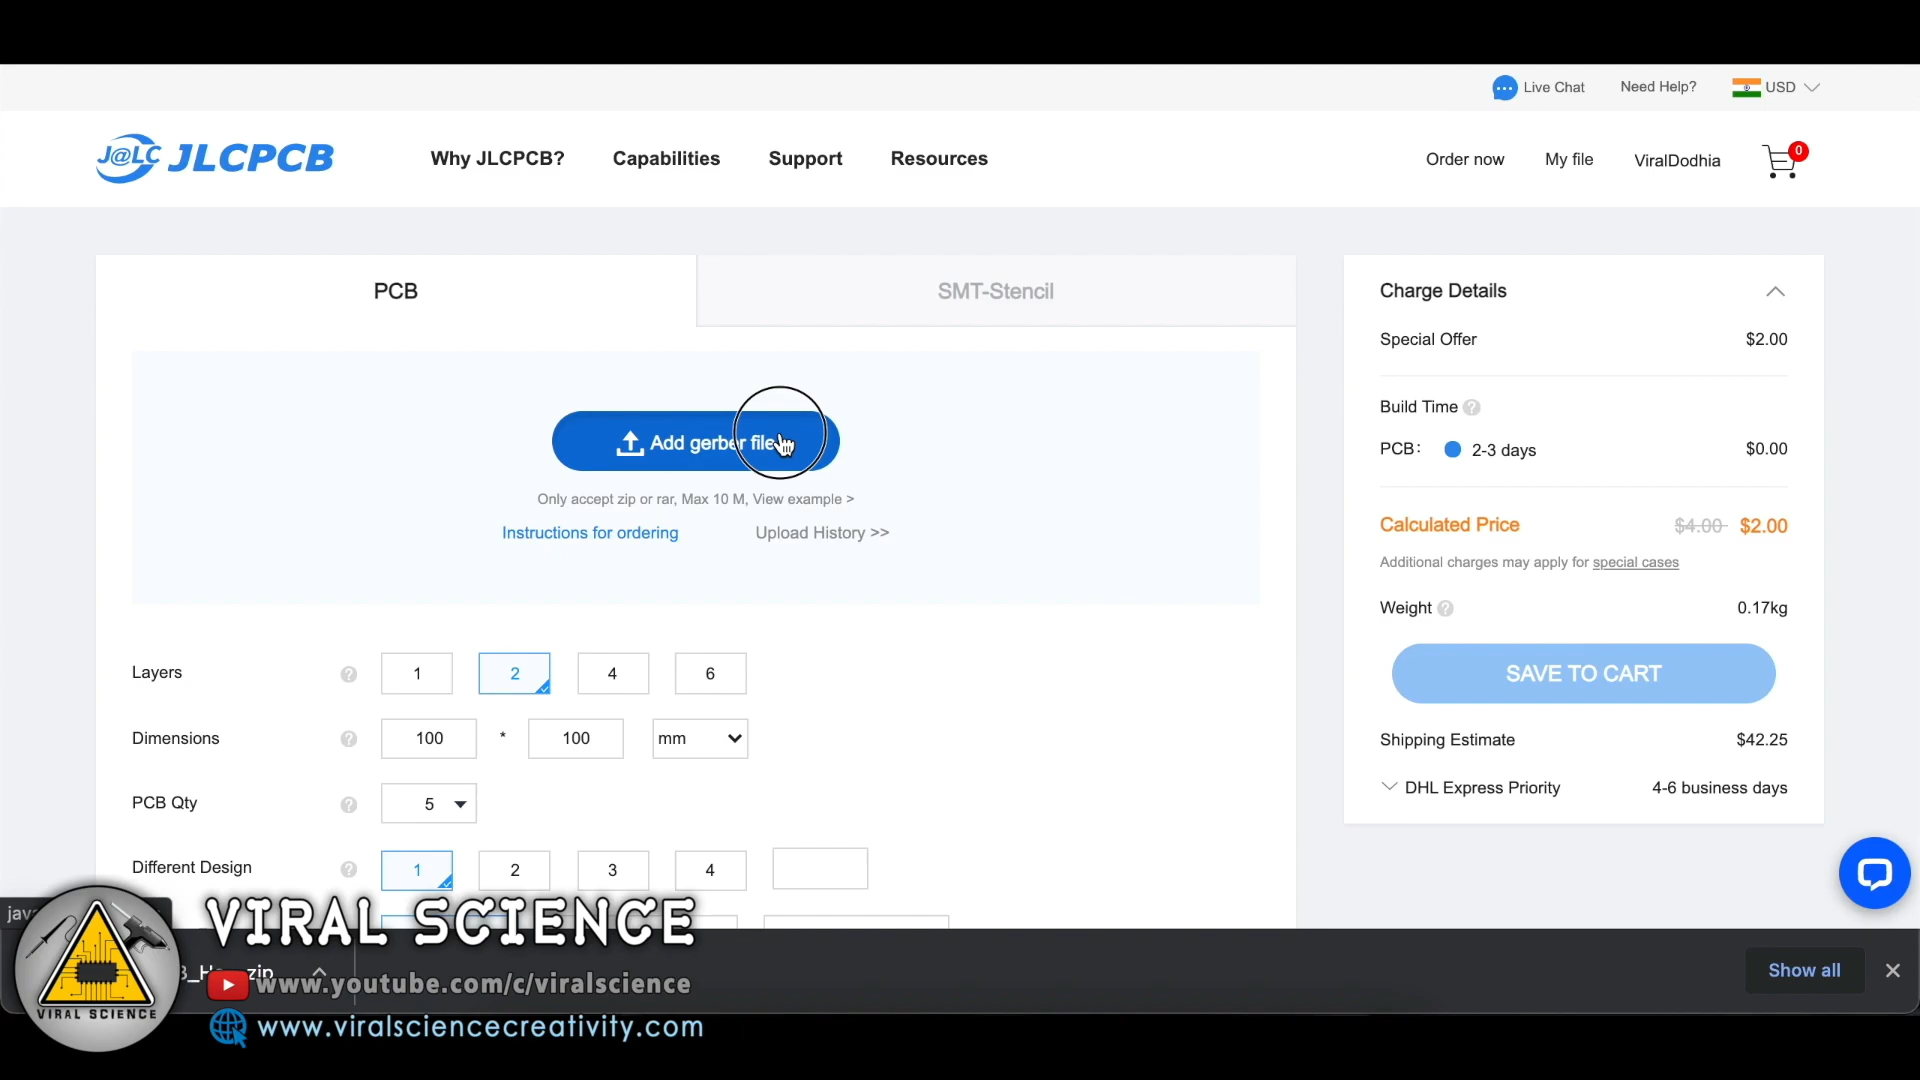 Live Chat Need Help? USD
J@LC JLCPCB Why JLCPCB? Capabilities Support Resources Order now My file ViralDodhia 0
PCB SMT-Stencil
Add gerber file
Only accept zip or rar, Max 10 M, View example >
Instructions for ordering Upload History >>
Layers ? 1 2 4 6
Dimensions ? 100 * 100 mm
PCB Qty ? 5
Different Design ? 1 2 3 4
Charge Details
Special Offer $2.00
Build Time ?
PCB: 2-3 days $0.00
Calculated Price $4.00 $2.00
Additional charges may apply for special cases
Weight ? 0.17kg
SAVE TO CART
Shipping Estimate $42.25
DHL Express Priority 4-6 business days
VIRAL SCIENCE
www.youtube.com/c/viralscience
www.viralsciencecreativity.com
VIRAL SCIENCE
Show all